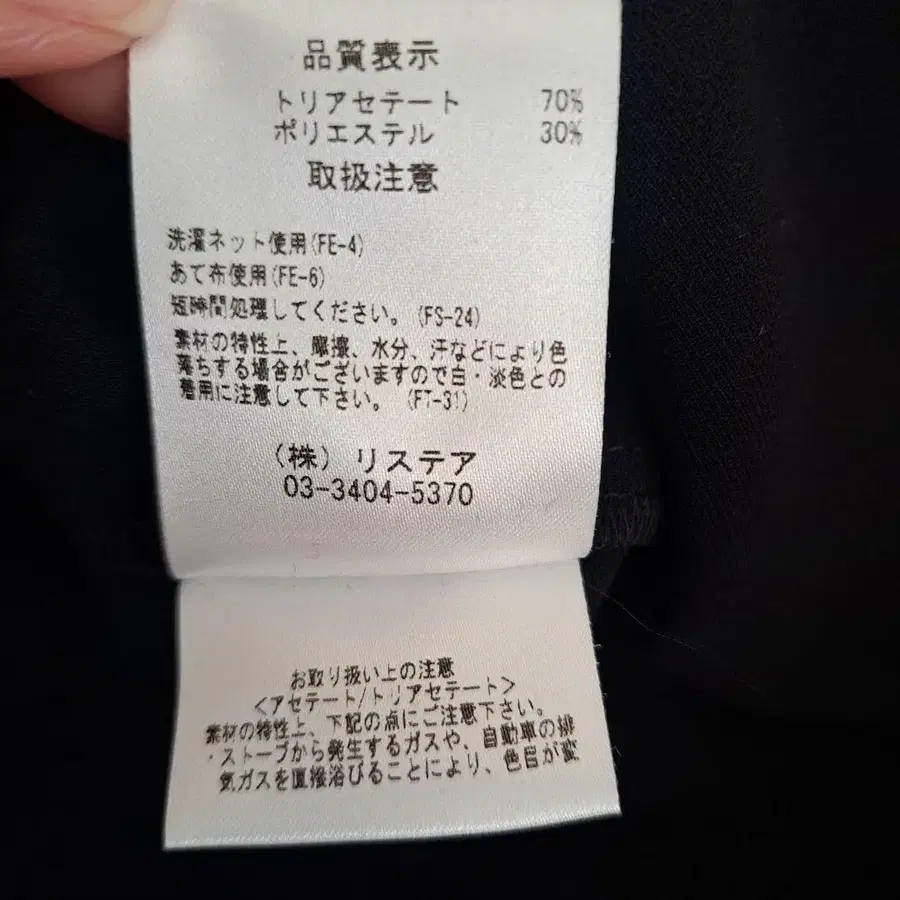 品質表示
トリアセテート 70%
ポリエステル 30%
取扱注意
洗濯ネット使用(FE-4)
あて布使用(FE-6)
短時間処理してください。(FS-24)
素材の特性上、摩擦、水分、汗などにより色
落ちする場合がございますので白・淡色との
着用に注意して下さい。(FT-31)
(株) リステア
03-3404-5370
お取り扱い上の注意
<アセテート/トリアセテート>
素材の特性上、下記の点にご注意下さい。
・ストーブから発生するガスや、自動車の排
気ガスを直接浴びることにより、色目が変